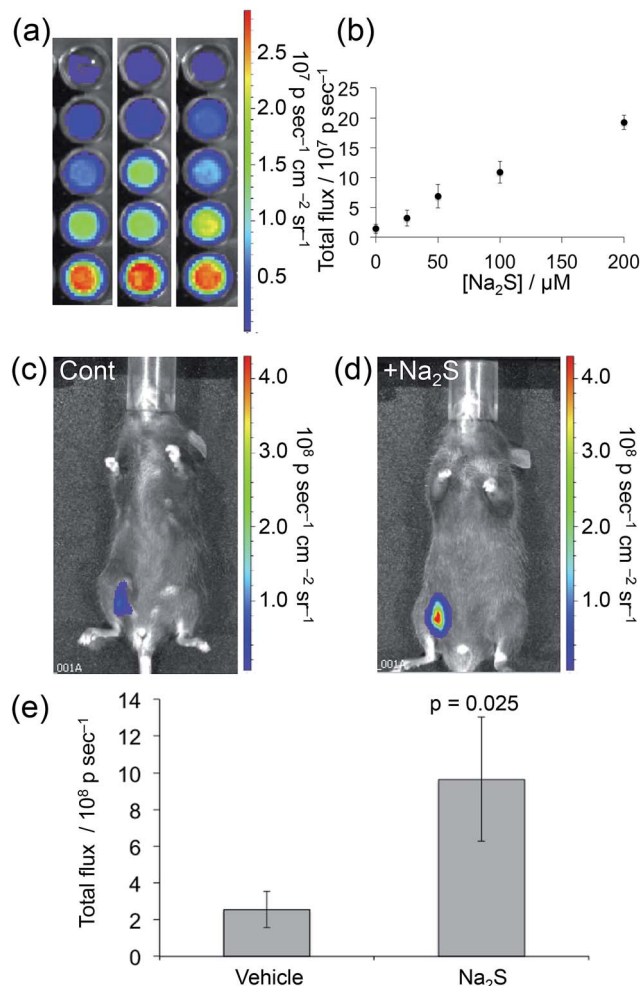 (a)
2.5
2.0
1.5
1.0
0.5
10⁷ p sec⁻¹ cm ⁻² sr⁻¹
(b)
Total flux / 10⁷ p sec⁻¹
25
20
15
10
5
0
0 50 100 150 200
[Na₂S] / µM
(c) Cont
4.0
3.0
2.0
1.0
10⁸ p sec⁻¹ cm ⁻² sr⁻¹
001A
(d) +Na₂S
4.0
3.0
2.0
1.0
10⁸ p sec⁻¹ cm ⁻² sr⁻¹
001A
(e)
Total flux / 10⁸ p sec⁻¹
14
12
10
8
6
4
2
0
p = 0.025
Vehicle Na₂S